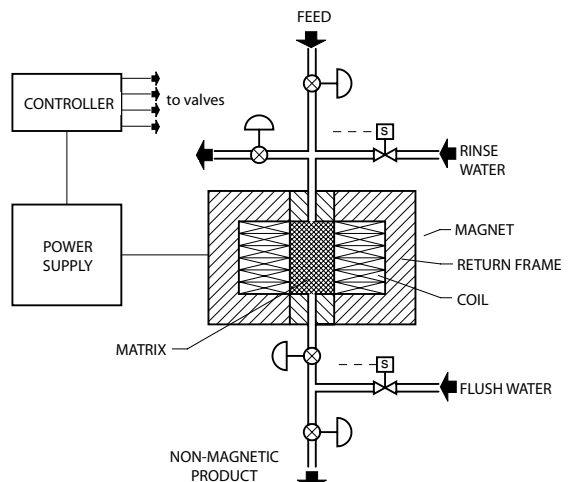 FEED
CONTROLLER
to valves
S
RINSE
WATER
MAGNET
POWER
SUPPLY
RETURN FRAME
COIL
MATRIX
S
FLUSH WATER
NON-MAGNETIC
PRODUCT